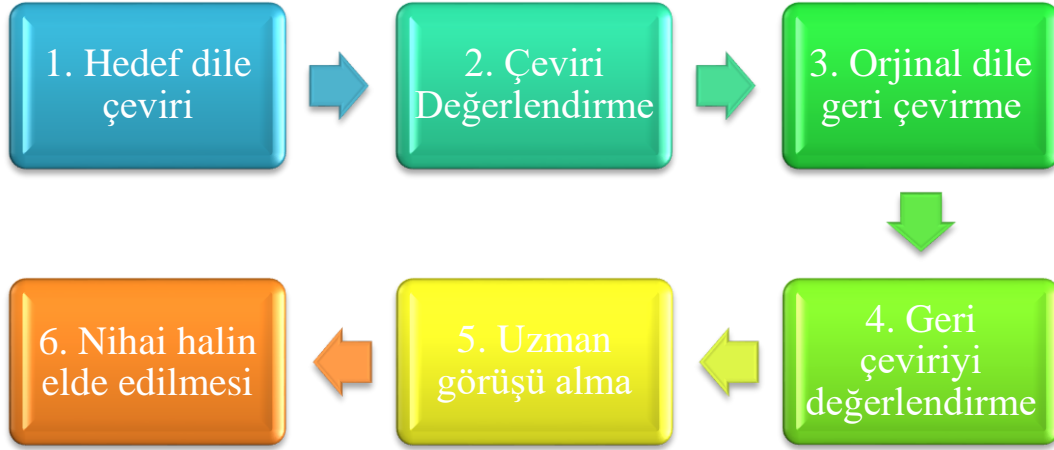 1. Hedef dile
çeviri
2. Çeviri
Değerlendirme
3. Orjinal dile
geri çevirme
4. Geri
çeviriyi
değerlendirme
5. Uzman
görüşü alma
6. Nihai halin
elde edilmesi